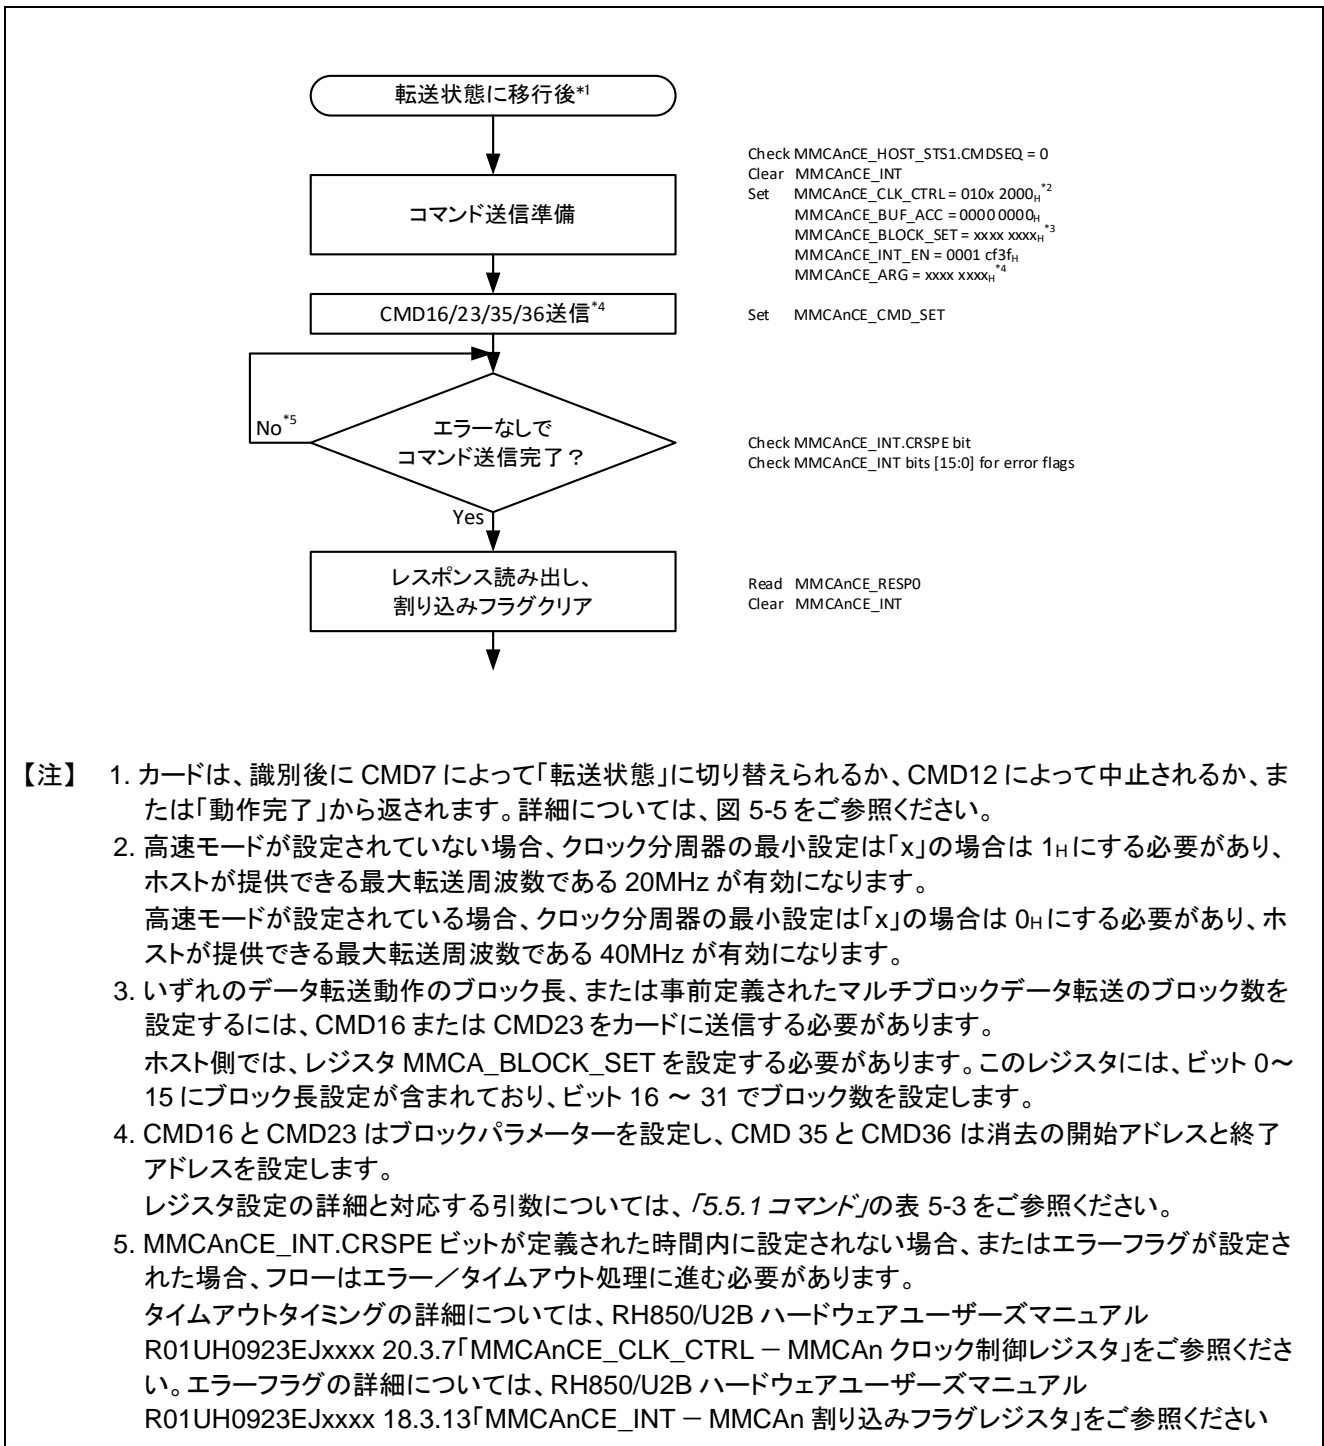 転送状態に移行後*1
Check MMCAnCE_HOST_STS1.CMDSEQ = 0
Clear MMCAnCE_INT
Set MMCAnCE_CLK_CTRL = 010x 2000H*2
MMCAnCE_BUF_ACC = 0000 0000H
MMCAnCE_BLOCK_SET = xxxx xxxxH*3
MMCAnCE_INT_EN = 0001 cf3fH
MMCAnCE_ARG = xxxx xxxxH*4
コマンド送信準備
CMD16/23/35/36送信*4
Set MMCAnCE_CMD_SET
No*5
エラーなしで
コマンド送信完了？
Check MMCAnCE_INT.CRSPE bit
Check MMCAnCE_INT bits [15:0] for error flags
Yes
レスポンス読み出し、
割り込みフラグクリア
Read MMCAnCE_RESP0
Clear MMCAnCE_INT
【注】 1. カードは、識別後に CMD7 によって「転送状態」に切り替えられるか、CMD12 によって中止されるか、ま
たは「動作完了」から返されます。詳細については、図 5-5 をご参照ください。
2. 高速モードが設定されていない場合、クロック分周器の最小設定は「x」の場合は 1H にする必要があり、
ホストが提供できる最大転送周波数である 20MHz が有効になります。
高速モードが設定されている場合、クロック分周器の最小設定は「x」の場合は 0H にする必要があり、ホ
ストが提供できる最大転送周波数である 40MHz が有効になります。
3. いずれのデータ転送動作のブロック長、または事前定義されたマルチブロックデータ転送のブロック数を
設定するには、CMD16 または CMD23 をカードに送信する必要があります。
ホスト側では、レジスタ MMCA_BLOCK_SET を設定する必要があります。このレジスタには、ビット 0～
15 にブロック長設定が含まれており、ビット 16 ～ 31 でブロック数を設定します。
4. CMD16 と CMD23 はブロックパラメーターを設定し、CMD 35 と CMD36 は消去の開始アドレスと終了
アドレスを設定します。
レジスタ設定の詳細と対応する引数については、「5.5.1 コマンド」の表 5-3 をご参照ください。
5. MMCAnCE_INT.CRSPE ビットが定義された時間内に設定されない場合、またはエラーフラグが設定さ
れた場合、フローはエラー／タイムアウト処理に進む必要があります。
タイムアウトタイミングの詳細については、RH850/U2B ハードウェアユーザーズマニュアル
R01UH0923EJxxxx 20.3.7「MMCAnCE_CLK_CTRL － MMCAn クロック制御レジスタ」をご参照くださ
い。エラーフラグの詳細については、RH850/U2B ハードウェアユーザーズマニュアル
R01UH0923EJxxxx 18.3.13「MMCAnCE_INT － MMCAn 割り込みフラグレジスタ」をご参照ください